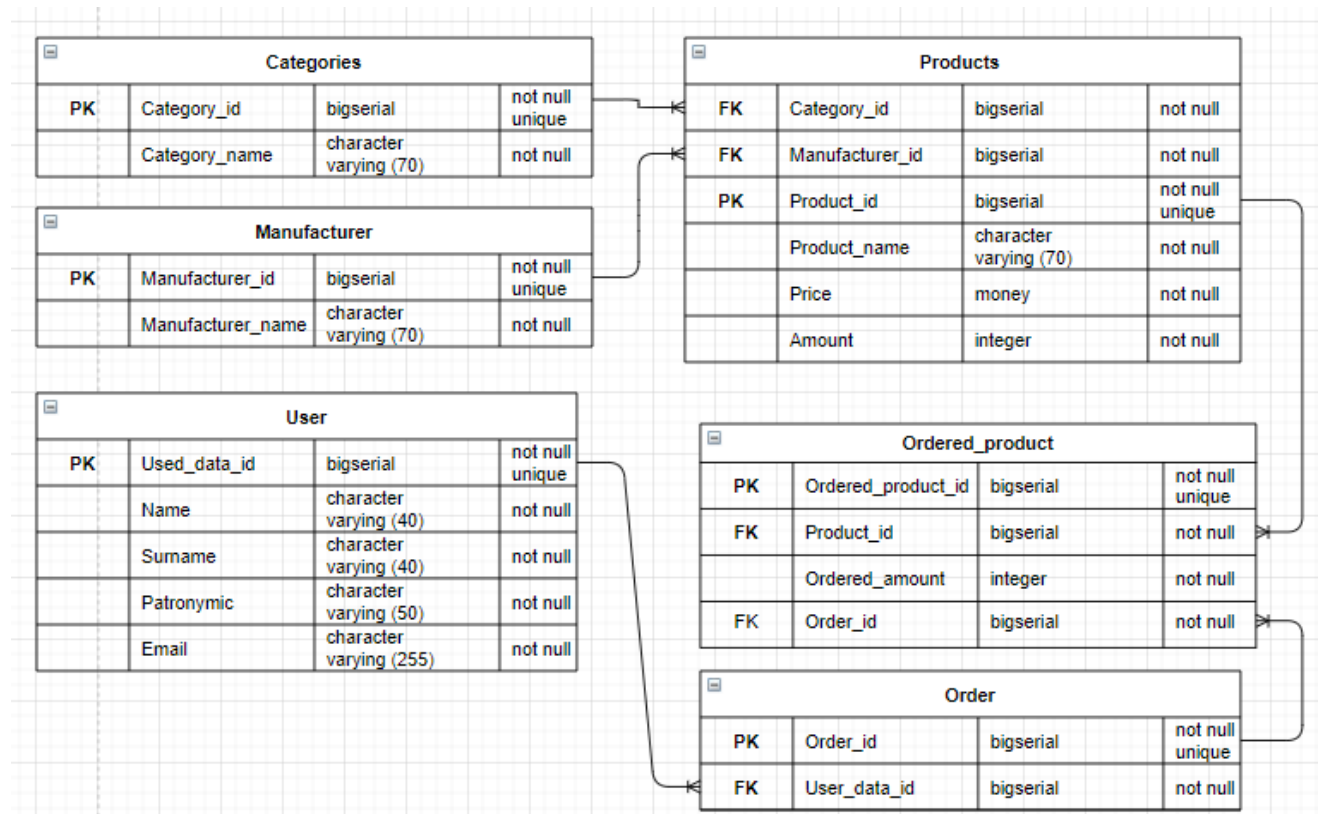 Categories
PK Category_id bigserial not null unique
Category_name character varying (70) not null
Manufacturer
PK Manufacturer_id bigserial not null unique
Manufacturer_name character varying (70) not null
User
PK Used_data_id bigserial not null unique
Name character varying (40) not null
Surname character varying (40) not null
Patronymic character varying (50) not null
Email character varying (255) not null
Products
FK Category_id bigserial not null
FK Manufacturer_id bigserial not null
PK Product_id bigserial not null unique
Product_name character varying (70) not null
Price money not null
Amount integer not null
Ordered_product
PK Ordered_product_id bigserial not null unique
FK Product_id bigserial not null
Ordered_amount integer not null
FK Order_id bigserial not null
Order
PK Order_id bigserial not null unique
FK User_data_id bigserial not null